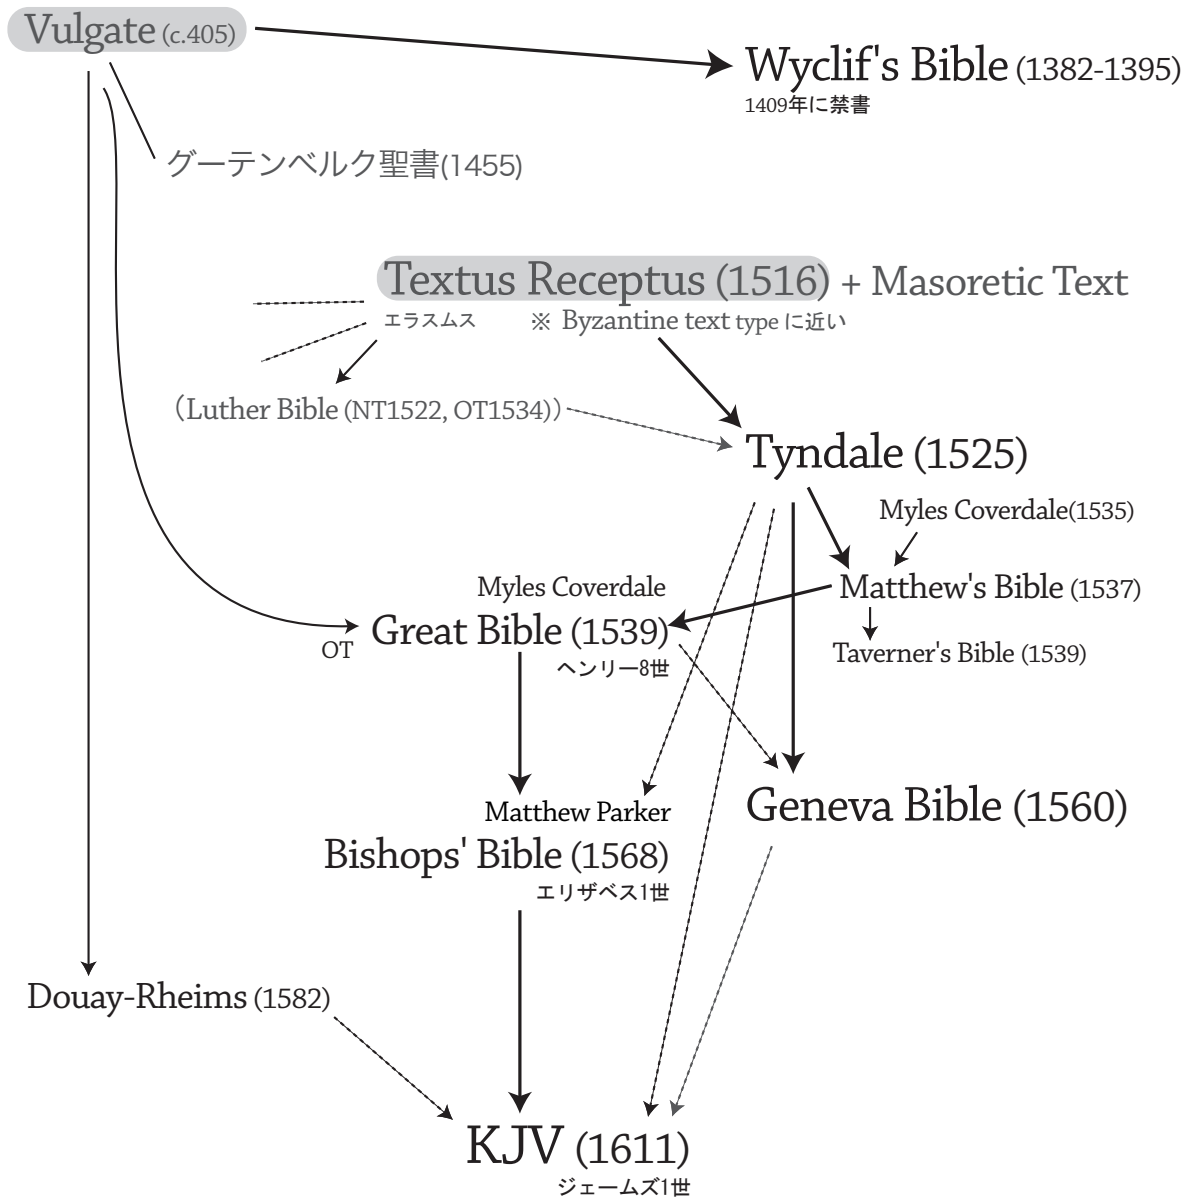 Vulgate (c.405)
Wyclif's Bible (1382-1395)
1409年に禁書
グーテンベルク聖書(1455)
Textus Receptus (1516) + Masoretic Text
エラスムス ※ Byzantine text type に近い
(Luther Bible (NT1522, OT1534))
Tyndale (1525)
Myles Coverdale(1535)
Matthew's Bible (1537)
Taverner's Bible (1539)
Myles Coverdale
Great Bible (1539)
OT
ヘンリー8世
Geneva Bible (1560)
Matthew Parker
Bishops' Bible (1568)
エリザベス1世
Douay-Rheims (1582)
KJV (1611)
ジェームズ1世